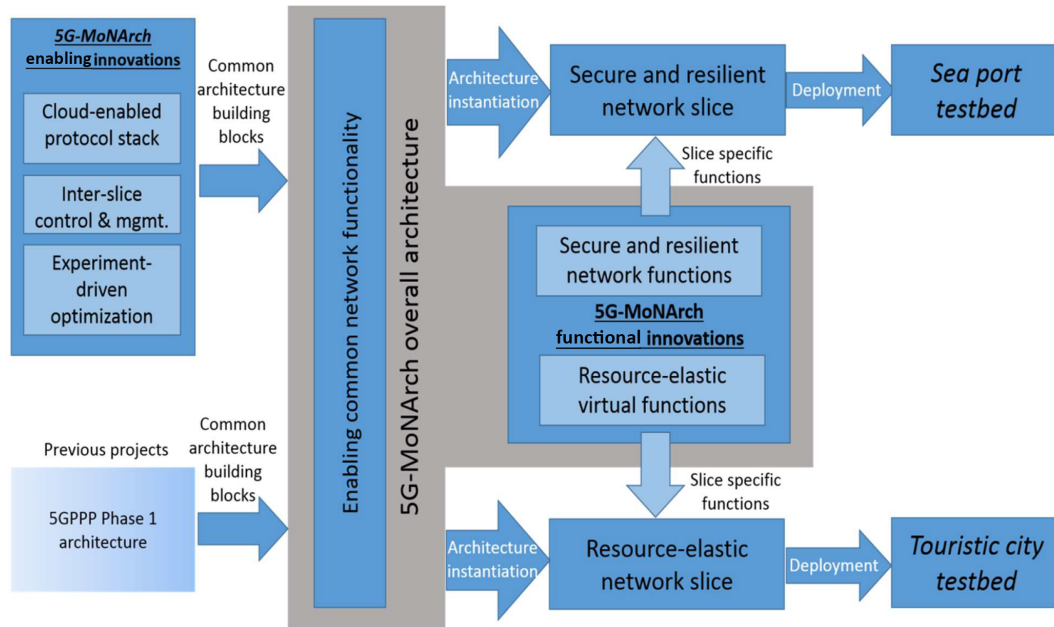 5G-MoNArch
enabling innovations
Cloud-enabled
protocol stack
Inter-slice
control & mgmt.
Experiment-
driven
optimization
Common
architecture
building
blocks
Previous projects
5GPPP Phase 1
architecture
Common
architecture
building
blocks
Enabling common network functionality
5G-MoNArch overall architecture
Architecture
instantiation
Secure and resilient
network slice
Deployment
Sea port
testbed
Slice specific
functions
Secure and resilient
network functions
5G-MoNArch
functional innovations
Resource-elastic
virtual functions
Slice specific
functions
Architecture
instantiation
Resource-elastic
network slice
Deployment
Touristic city
testbed